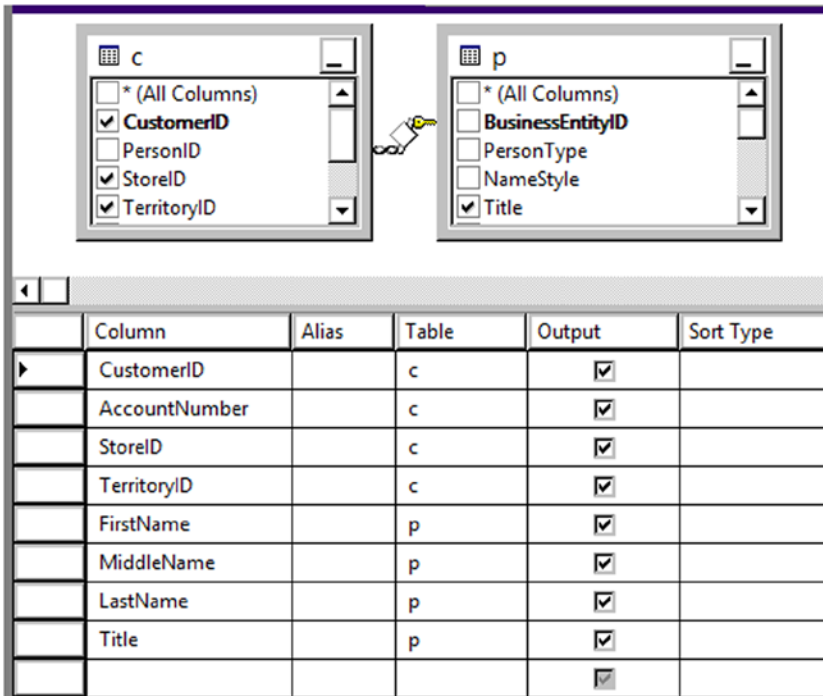 c
* (All Columns)
CustomerID
PersonID
StoreID
TerritoryID
p
* (All Columns)
BusinessEntityID
PersonType
NameStyle
Title
Column Alias Table Output Sort Type
CustomerID c
AccountNumber c
StoreID c
TerritoryID c
FirstName p
MiddleName p
LastName p
Title p